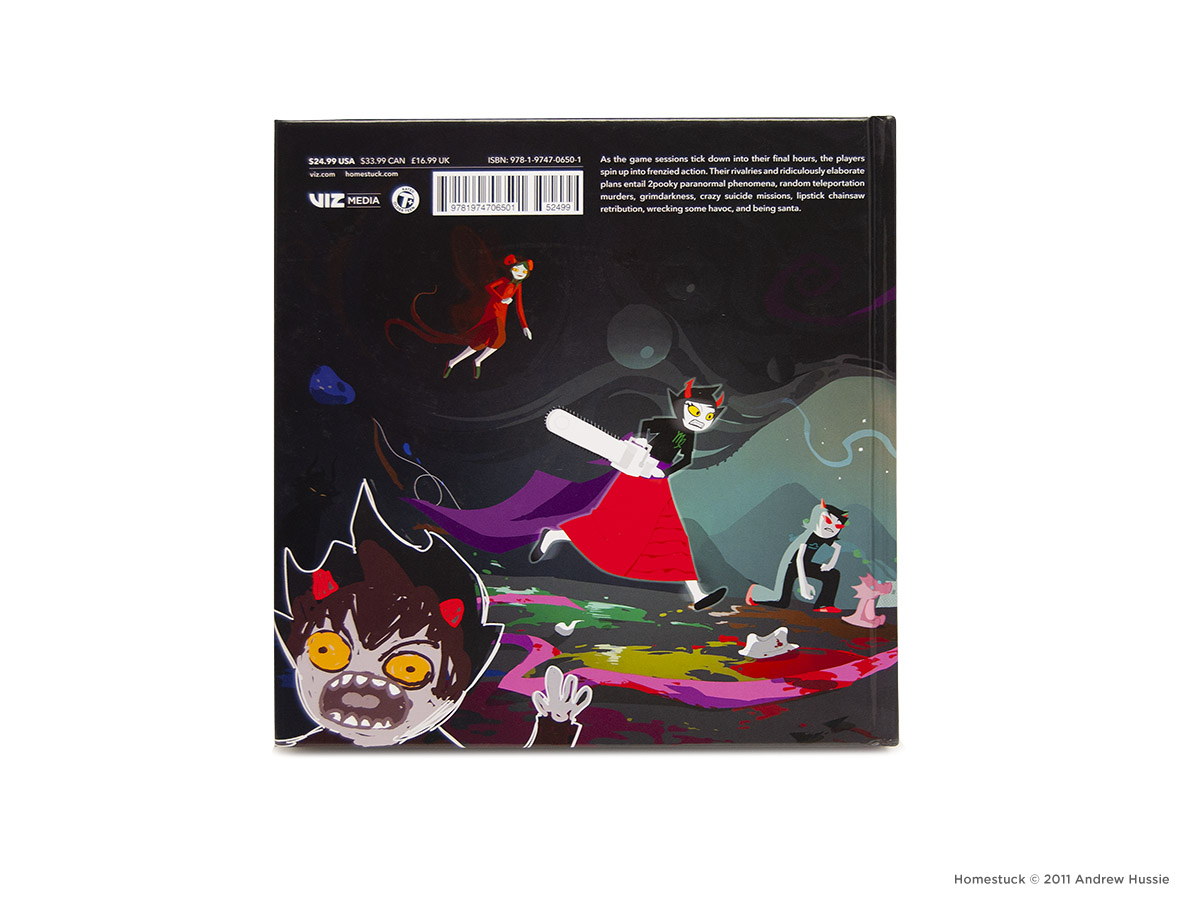 $24.99 USA $33.99 CAN £16.99 UK ISBN: 978-1-9747-0650-1
viz.com homestuck.com
VIZ MEDIA
9781974706501 52499
As the game sessions tick down into their final hours, the players
spin up into frenzied action. Their rivalries and ridiculously elaborate
plans entail 2pooky paranormal phenomena, random teleportation
murders, grimdarkness, crazy suicide missions, lipstick chainsaw
retribution, wrecking some havoc, and being santa.
Homestuck © 2011 Andrew Hussie